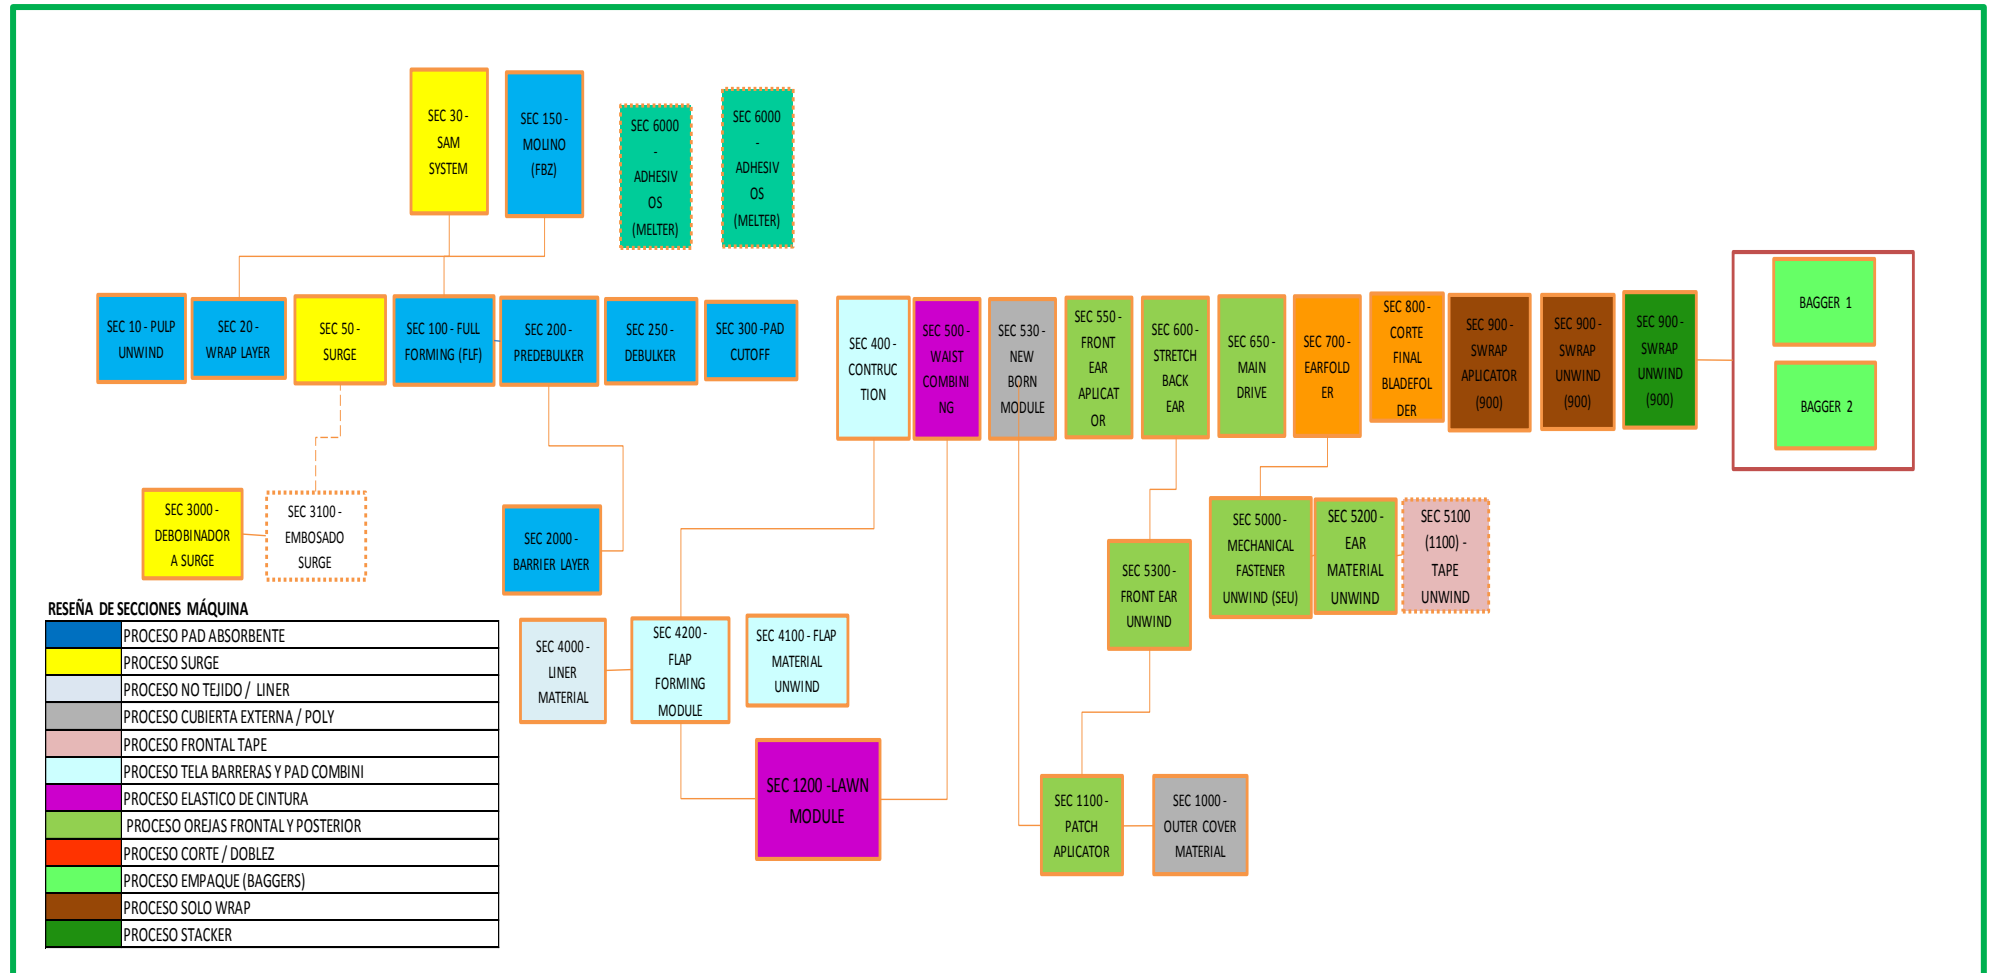 SEC 30 -
SAM
SYSTEM
SEC 150 -
MOLINO
(FBZ)
SEC 6000
-
ADHESIV
OS
(MELTER)
SEC 6000
-
ADHESIV
OS
(MELTER)
SEC 10 - PULP
UNWIND
SEC 20 -
WRAP LAYER
SEC 50 -
SURGE
SEC 100 - FULL
FORMING (FLF)
SEC 200 -
PREDEBULKER
SEC 250 -
DEBULKER
SEC 300 -PAD
CUTOFF
SEC 400 -
CONTRUC
TION
SEC 500 -
WAIST
COMBINI
NG
SEC 530 -
NEW
BORN
MODULE
SEC 550 -
FRONT
EAR
APLICAT
OR
SEC 600 -
STRETCH
BACK
EAR
SEC 650 -
MAIN
DRIVE
SEC 700 -
EARFOLD
ER
SEC 800 -
CORTE
FINAL
BLADEFOL
DER
SEC 900 -
SWRAP
APLICATOR
(900)
SEC 900 -
SWRAP
UNWIND
(900)
SEC 900 -
SWRAP
UNWIND
(900)
BAGGER 1
BAGGER 2
SEC 3000 -
DEBOBINADOR
A SURGE
SEC 3100 -
EMBOSADO
SURGE
SEC 2000 -
BARRIER LAYER
SEC 5300 -
FRONT EAR
UNWIND
SEC 5000 -
MECHANICAL
FASTENER
UNWIND (SEU)
SEC 5200 -
EAR
MATERIAL
UNWIND
SEC 5100
(1100) -
TAPE
UNWIND
SEC 4000 -
LINER
MATERIAL
SEC 4200 -
FLAP
FORMING
MODULE
SEC 4100 - FLAP
MATERIAL
UNWIND
SEC 1200 -LAWN
MODULE
SEC 1100 -
PATCH
APLICATOR
SEC 1000 -
OUTER COVER
MATERIAL
RESEÑA DE SECCIONES MÁQUINA
PROCESO PAD ABSORBENTE
PROCESO SURGE
PROCESO NO TEJIDO / LINER
PROCESO CUBIERTA EXTERNA / POLY
PROCESO FRONTAL TAPE
PROCESO TELA BARRERAS Y PAD COMBINI
PROCESO ELASTICO DE CINTURA
PROCESO OREJAS FRONTAL Y POSTERIOR
PROCESO CORTE / DOBLEZ
PROCESO EMPAQUE (BAGGERS)
PROCESO SOLO WRAP
PROCESO STACKER